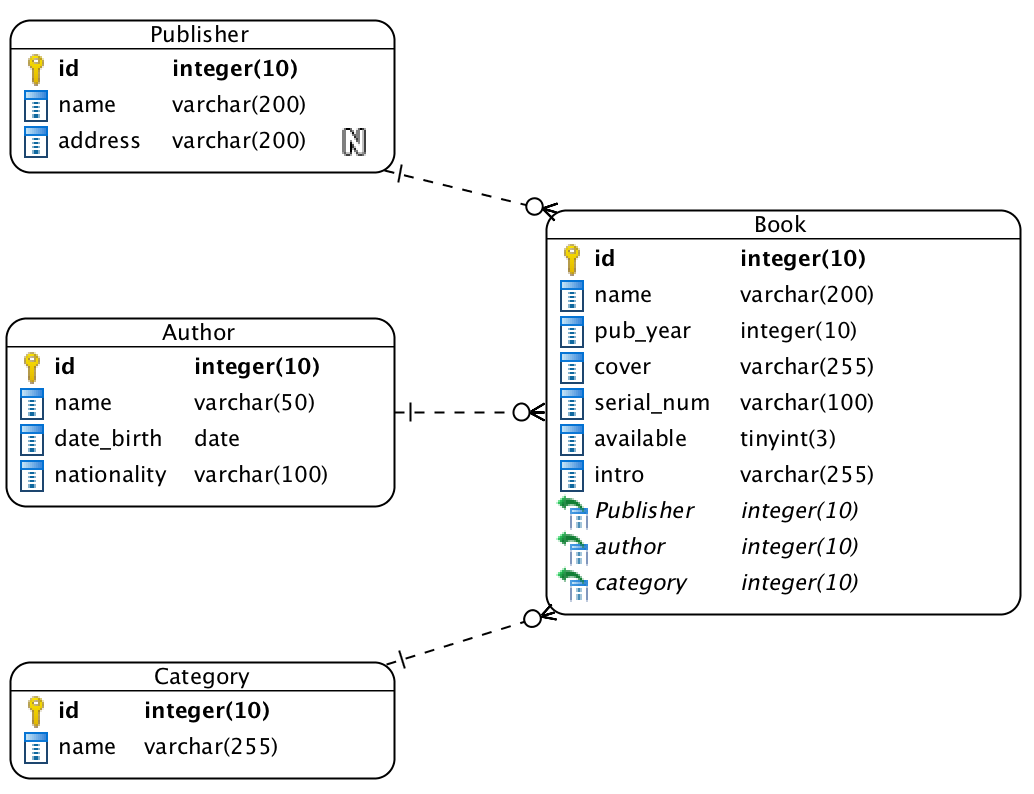 Publisher
id integer(10)
name varchar(200)
address varchar(200) N
Author
id integer(10)
name varchar(50)
date_birth date
nationality varchar(100)
Category
id integer(10)
name varchar(255)
Book
id integer(10)
name varchar(200)
pub_year integer(10)
cover varchar(255)
serial_num varchar(100)
available tinyint(3)
intro varchar(255)
Publisher integer(10)
author integer(10)
category integer(10)